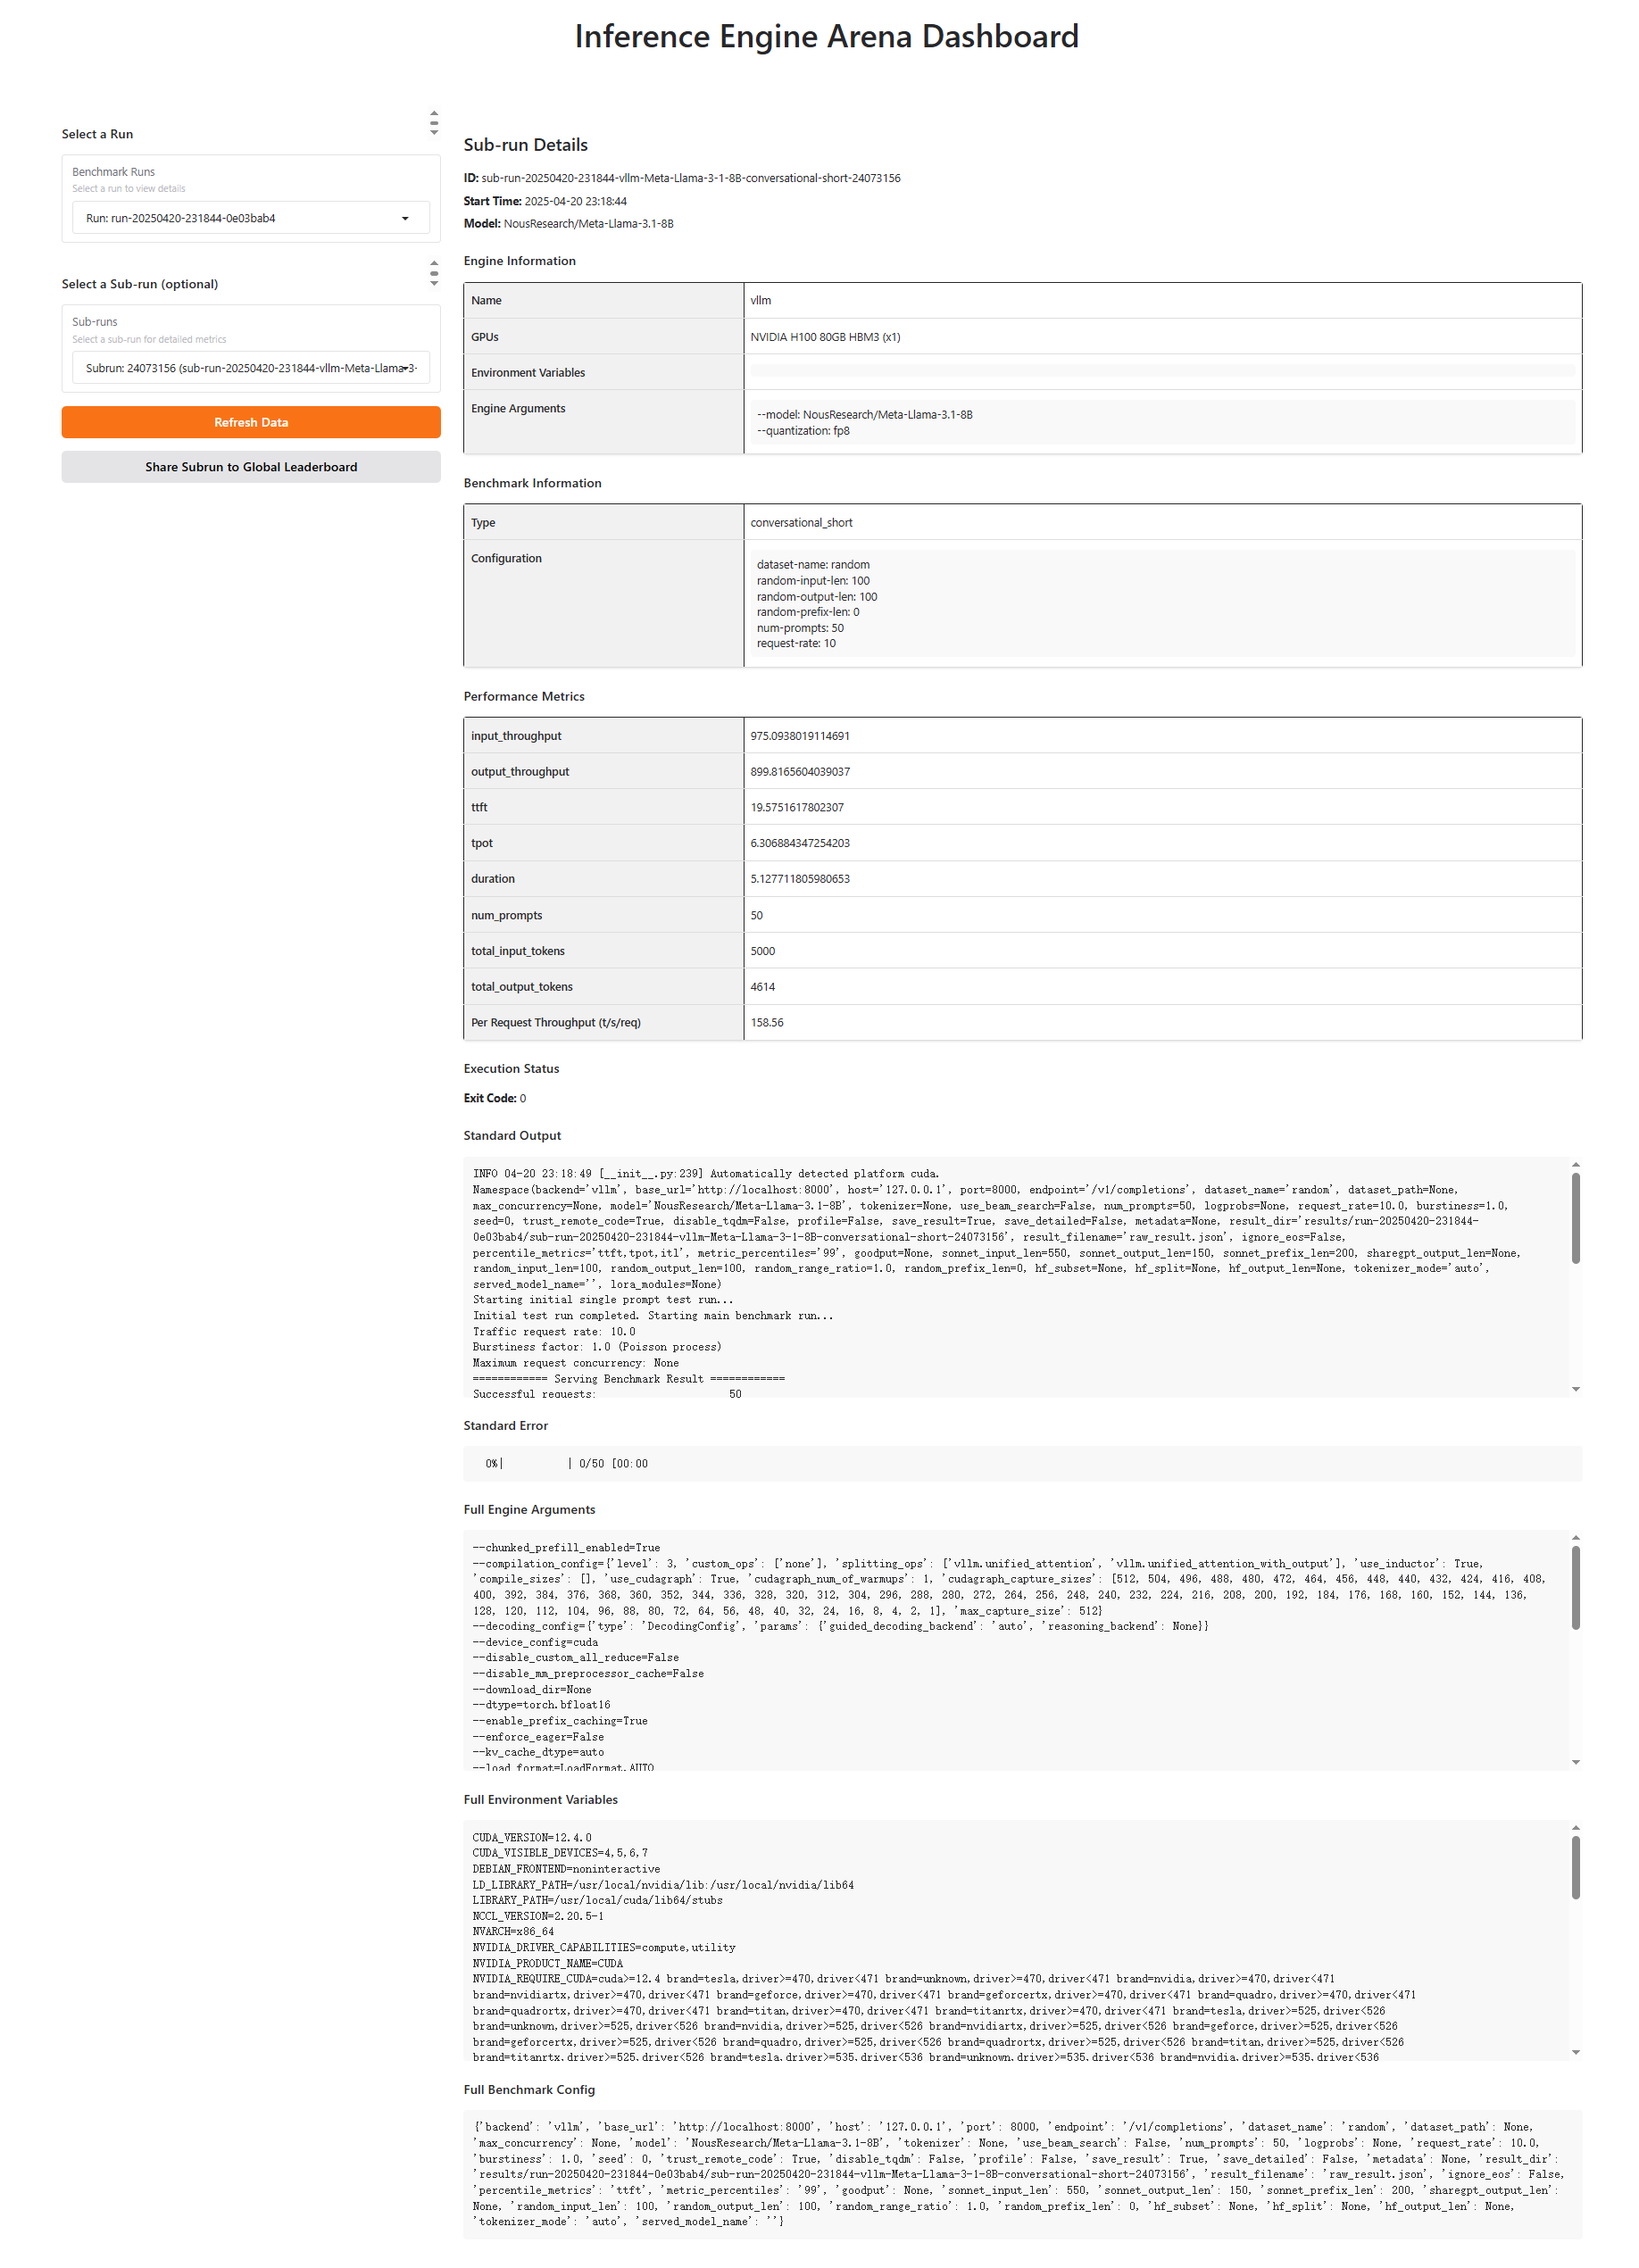 Inference Engine Arena Dashboard
Select a Run
Benchmark Runs
Select a run to view details
Run: run-20250420-231844-0e03bab4
Select a Sub-run (optional)
Sub-runs
Select a sub-run for detailed metrics
Subrun: 24073156 (sub-run-20250420-231844-vllm-Meta-Llama-3-
Refresh Data
Share Subrun to Global Leaderboard
Sub-run Details
ID: sub-run-20250420-231844-vllm-Meta-Llama-3-1-8B-conversational-short-24073156
Start Time: 2025-04-20 23:18:44
Model: NousResearch/Meta-Llama-3.1-8B
Engine Information
Name vllm
GPUs NVIDIA H100 80GB HBM3 (x1)
Environment Variables
Engine Arguments
--model: NousResearch/Meta-Llama-3.1-8B
--quantization: fp8
Benchmark Information
Type conversational_short
Configuration
dataset-name: random
random-input-len: 100
random-output-len: 100
random-prefix-len: 0
num-prompts: 50
request-rate: 10
Performance Metrics
input_throughput 975.0938019114691
output_throughput 899.8165604039037
ttft 19.5751617802307
tpot 6.306884347254203
duration 5.127711805980653
num_prompts 50
total_input_tokens 5000
total_output_tokens 4614
Per Request Throughput (t/s/req) 158.56
Execution Status
Exit Code: 0
Standard Output
INFO 04-20 23:18:49 [__init__.py:239] Automatically detected platform cuda.
Namespace(backend='vllm', base_url='http://localhost:8000', host='127.0.0.1', port=8000, endpoint='/v1/completions', dataset_name='random', dataset_path=None,
max_concurrency=None, model='NousResearch/Meta-Llama-3.1-8B', tokenizer=None, use_beam_search=False, num_prompts=50, logprobs=None, request_rate=10.0, burstiness=1.0,
seed=0, trust_remote_code=True, disable_tqdm=False, profile=False, save_result=True, save_detailed=False, metadata=None, result_dir='results/run-20250420-231844-
0e03bab4/sub-run-20250420-231844-vllm-Meta-Llama-3-1-8B-conversational-short-24073156', result_filename='raw_result.json', ignore_eos=False,
percentile_metrics='ttft,tpot,itl', metric_percentiles='99', goodput=None, sonnet_input_len=550, sonnet_output_len=150, sonnet_prefix_len=200, sharegpt_output_len=None,
random_input_len=100, random_output_len=100, random_range_ratio=1.0, random_prefix_len=0, hf_subset=None, hf_split=None, hf_output_len=None, tokenizer_mode='auto',
served_model_name='', lora_modules=None)
Starting initial single prompt test run...
Initial test run completed. Starting main benchmark run...
Traffic request rate: 10.0
Burstiness factor: 1.0 (Poisson process)
Maximum request concurrency: None
============ Serving Benchmark Result ============
Successful requests: 50
Standard Error
0%| | 0/50 [00:00
Full Engine Arguments
--chunked_prefill_enabled=True
--compilation_config={'level': 3, 'custom_ops': ['none'], 'splitting_ops': ['vllm.unified_attention', 'vllm.unified_attention_with_output'], 'use_inductor': True,
'compile_sizes': [], 'use_cudagraph': True, 'cudagraph_num_of_warmups': 1, 'cudagraph_capture_sizes': [512, 504, 496, 488, 480, 472, 464, 456, 448, 440, 432, 424, 416, 408,
400, 392, 384, 376, 368, 360, 352, 344, 336, 328, 320, 312, 304, 296, 288, 280, 272, 264, 256, 248, 240, 232, 224, 216, 208, 200, 192, 184, 176, 168, 160, 152, 144, 136,
128, 120, 112, 104, 96, 88, 80, 72, 64, 56, 48, 40, 32, 24, 16, 8, 4, 2, 1], 'max_capture_size': 512}
--decoding_config={'type': 'DecodingConfig', 'params': {'guided_decoding_backend': 'auto', 'reasoning_backend': None}}
--device_config=cuda
--disable_custom_all_reduce=False
--disable_mm_preprocessor_cache=False
--download_dir=None
--dtype=torch.bfloat16
--enable_prefix_caching=True
--enforce_eager=False
--kv_cache_dtype=auto
--load_format=LoadFormat.AUTO
Full Environment Variables
CUDA_VERSION=12.4.0
CUDA_VISIBLE_DEVICES=4,5,6,7
DEBIAN_FRONTEND=noninteractive
LD_LIBRARY_PATH=/usr/local/nvidia/lib:/usr/local/nvidia/lib64
LIBRARY_PATH=/usr/local/cuda/lib64/stubs
NCCL_VERSION=2.20.5-1
NVARCH=x86_64
NVIDIA_DRIVER_CAPABILITIES=compute,utility
NVIDIA_PRODUCT_NAME=CUDA
NVIDIA_REQUIRE_CUDA=cuda>=12.4 brand=tesla,driver>=470,driver<471 brand=unknown,driver>=470,driver<471 brand=nvidia,driver>=470,driver<471
brand=nvidiartx,driver>=470,driver<471 brand=geforce,driver>=470,driver<471 brand=geforcertx,driver>=470,driver<471 brand=quadro,driver>=470,driver<471
brand=quadrortx,driver>=470,driver<471 brand=titan,driver>=470,driver<471 brand=titanrtx,driver>=470,driver<471 brand=tesla,driver>=525,driver<526
brand=unknown,driver>=525,driver<526 brand=nvidia,driver>=525,driver<526 brand=nvidiartx,driver>=525,driver<526 brand=geforce,driver>=525,driver<526
brand=geforcertx,driver>=525,driver<526 brand=quadro,driver>=525,driver<526 brand=quadrortx,driver>=525,driver<526 brand=titan,driver>=525,driver<526
brand=titanrtx,driver>=525,driver<526 brand=tesla,driver>=535,driver<536 brand=unknown,driver>=535,driver<536 brand=nvidia,driver>=535,driver<536
Full Benchmark Config
{'backend': 'vllm', 'base_url': 'http://localhost:8000', 'host': '127.0.0.1', 'port': 8000, 'endpoint': '/v1/completions', 'dataset_name': 'random', 'dataset_path': None,
'max_concurrency': None, 'model': 'NousResearch/Meta-Llama-3.1-8B', 'tokenizer': None, 'use_beam_search': False, 'num_prompts': 50, 'logprobs': None, 'request_rate': 10.0,
'burstiness': 1.0, 'seed': 0, 'trust_remote_code': True, 'disable_tqdm': False, 'profile': False, 'save_result': True, 'save_detailed': False, 'metadata': None, 'result_dir':
'results/run-20250420-231844-0e03bab4/sub-run-20250420-231844-vllm-Meta-Llama-3-1-8B-conversational-short-24073156', 'result_filename': 'raw_result.json', 'ignore_eos': False,
'percentile_metrics': 'ttft', 'metric_percentiles': '99', 'goodput': None, 'sonnet_input_len': 550, 'sonnet_output_len': 150, 'sonnet_prefix_len': 200, 'sharegpt_output_len':
None, 'random_input_len': 100, 'random_output_len': 100, 'random_range_ratio': 1.0, 'random_prefix_len': 0, 'hf_subset': None, 'hf_split': None, 'hf_output_len': None,
'tokenizer_mode': 'auto', 'served_model_name': ''}